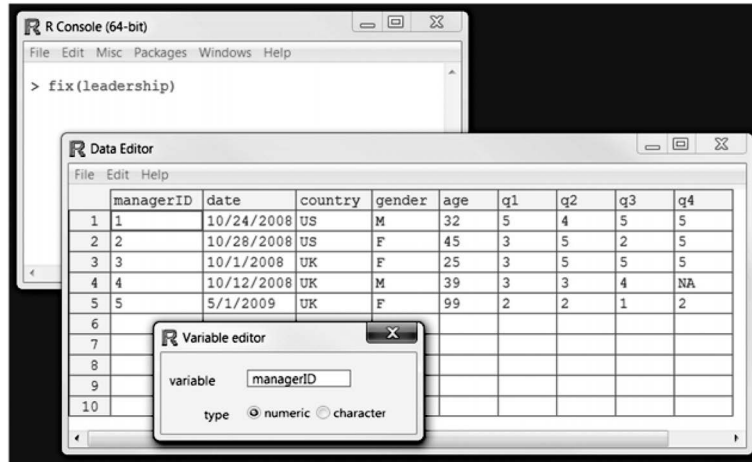 R R Console (64-bit)
File Edit Misc Packages Windows Help
> fix(leadership)
R Data Editor
File Edit Help
managerID date country gender age q1 q2 q3 q4
1 1 10/24/2008 US M 32 5 4 5 5
2 2 10/28/2008 US F 45 3 5 2 5
3 3 10/1/2008 UK F 25 3 5 5 5
4 4 10/12/2008 UK M 39 3 3 4 NA
5 5 5/1/2009 UK F 99 2 2 1 2
6
7
8
9
10
R Variable editor
variable managerID
type numeric character